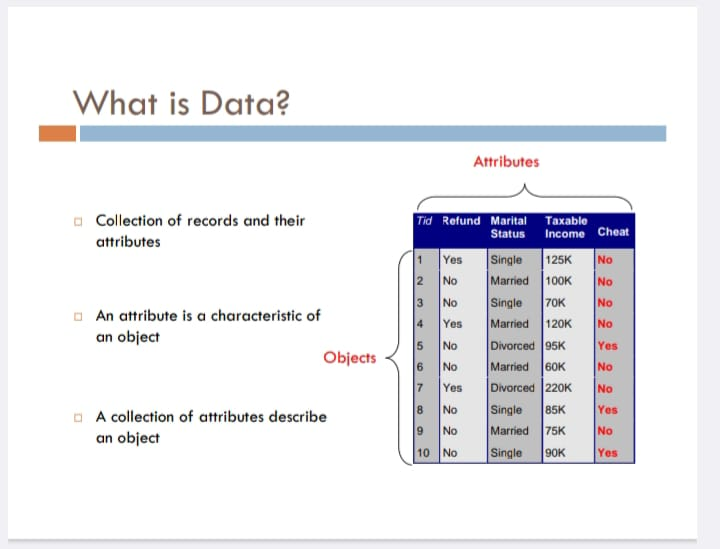 What is Data?
Attributes
Collection of records and their
attributes
An attribute is a characteristic of
an object
A collection of attributes describe
an object
Objects
Tid Refund Marital Status Taxable Income Cheat
1 Yes Single 125K No
2 No Married 100K No
3 No Single 70K No
4 Yes Married 120K No
5 No Divorced 95K Yes
6 No Married 60K No
7 Yes Divorced 220K No
8 No Single 85K Yes
9 No Married 75K No
10 No Single 90K Yes